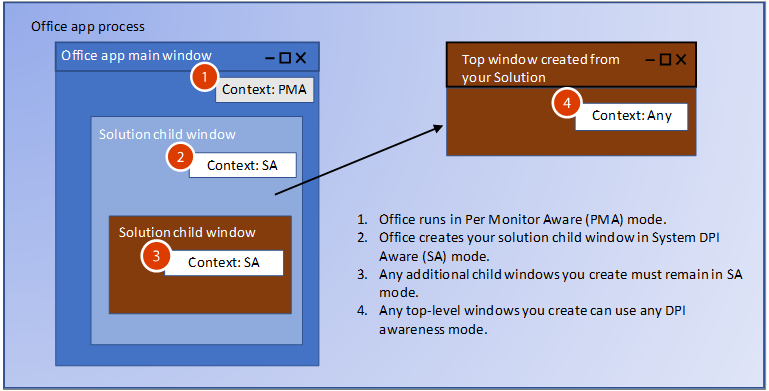 Office app process
Office app main window
1
Context: PMA
Solution child window
2
Context: SA
Solution child window
3
Context: SA
Top window created from
your Solution
4
Context: Any
1. Office runs in Per Monitor Aware (PMA) mode.
2. Office creates your solution child window in System DPI
Aware (SA) mode.
3. Any additional child windows you create must remain in SA
mode.
4. Any top-level windows you create can use any DPI
awareness mode.